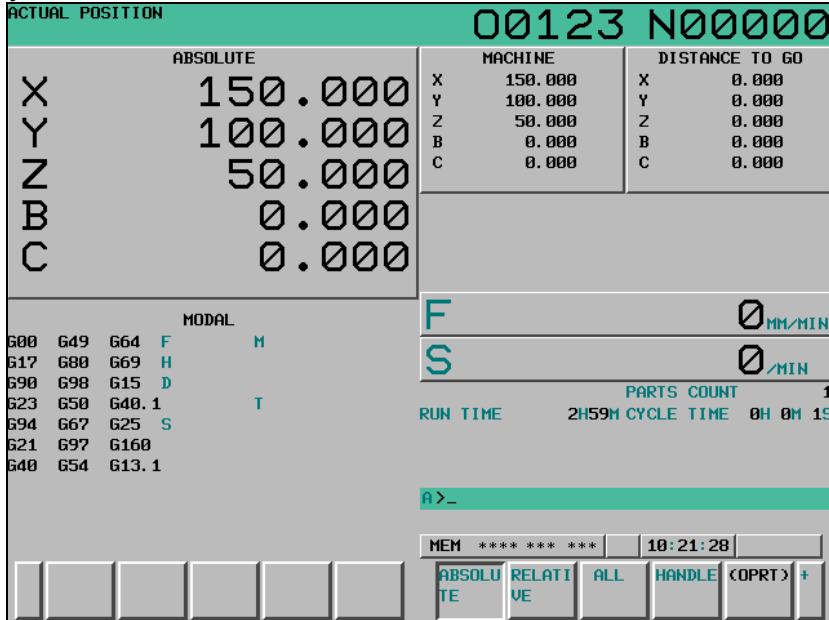 ACTUAL POSITION O0123 N00000
ABSOLUTE
X 150.000
Y 100.000
Z 50.000
B 0.000
C 0.000
MACHINE
X 150.000
Y 100.000
Z 50.000
B 0.000
C 0.000
DISTANCE TO GO
X 0.000
Y 0.000
Z 0.000
B 0.000
C 0.000
MODAL
G00 G49 G64 F M
G17 G80 G69 H
G90 G98 G15 D
G23 G50 G40.1 T
G94 G67 G25 S
G21 G97 G160
G40 G54 G13.1
F 0 MM/MIN
S 0 /MIN
PARTS COUNT 1
RUN TIME 2H59M CYCLE TIME 0H 0M 1S
A>_
MEM **** *** *** 10:21:28
ABSOLU
TE
RELATI
VE
ALL
HANDLE
(OPRT)
+